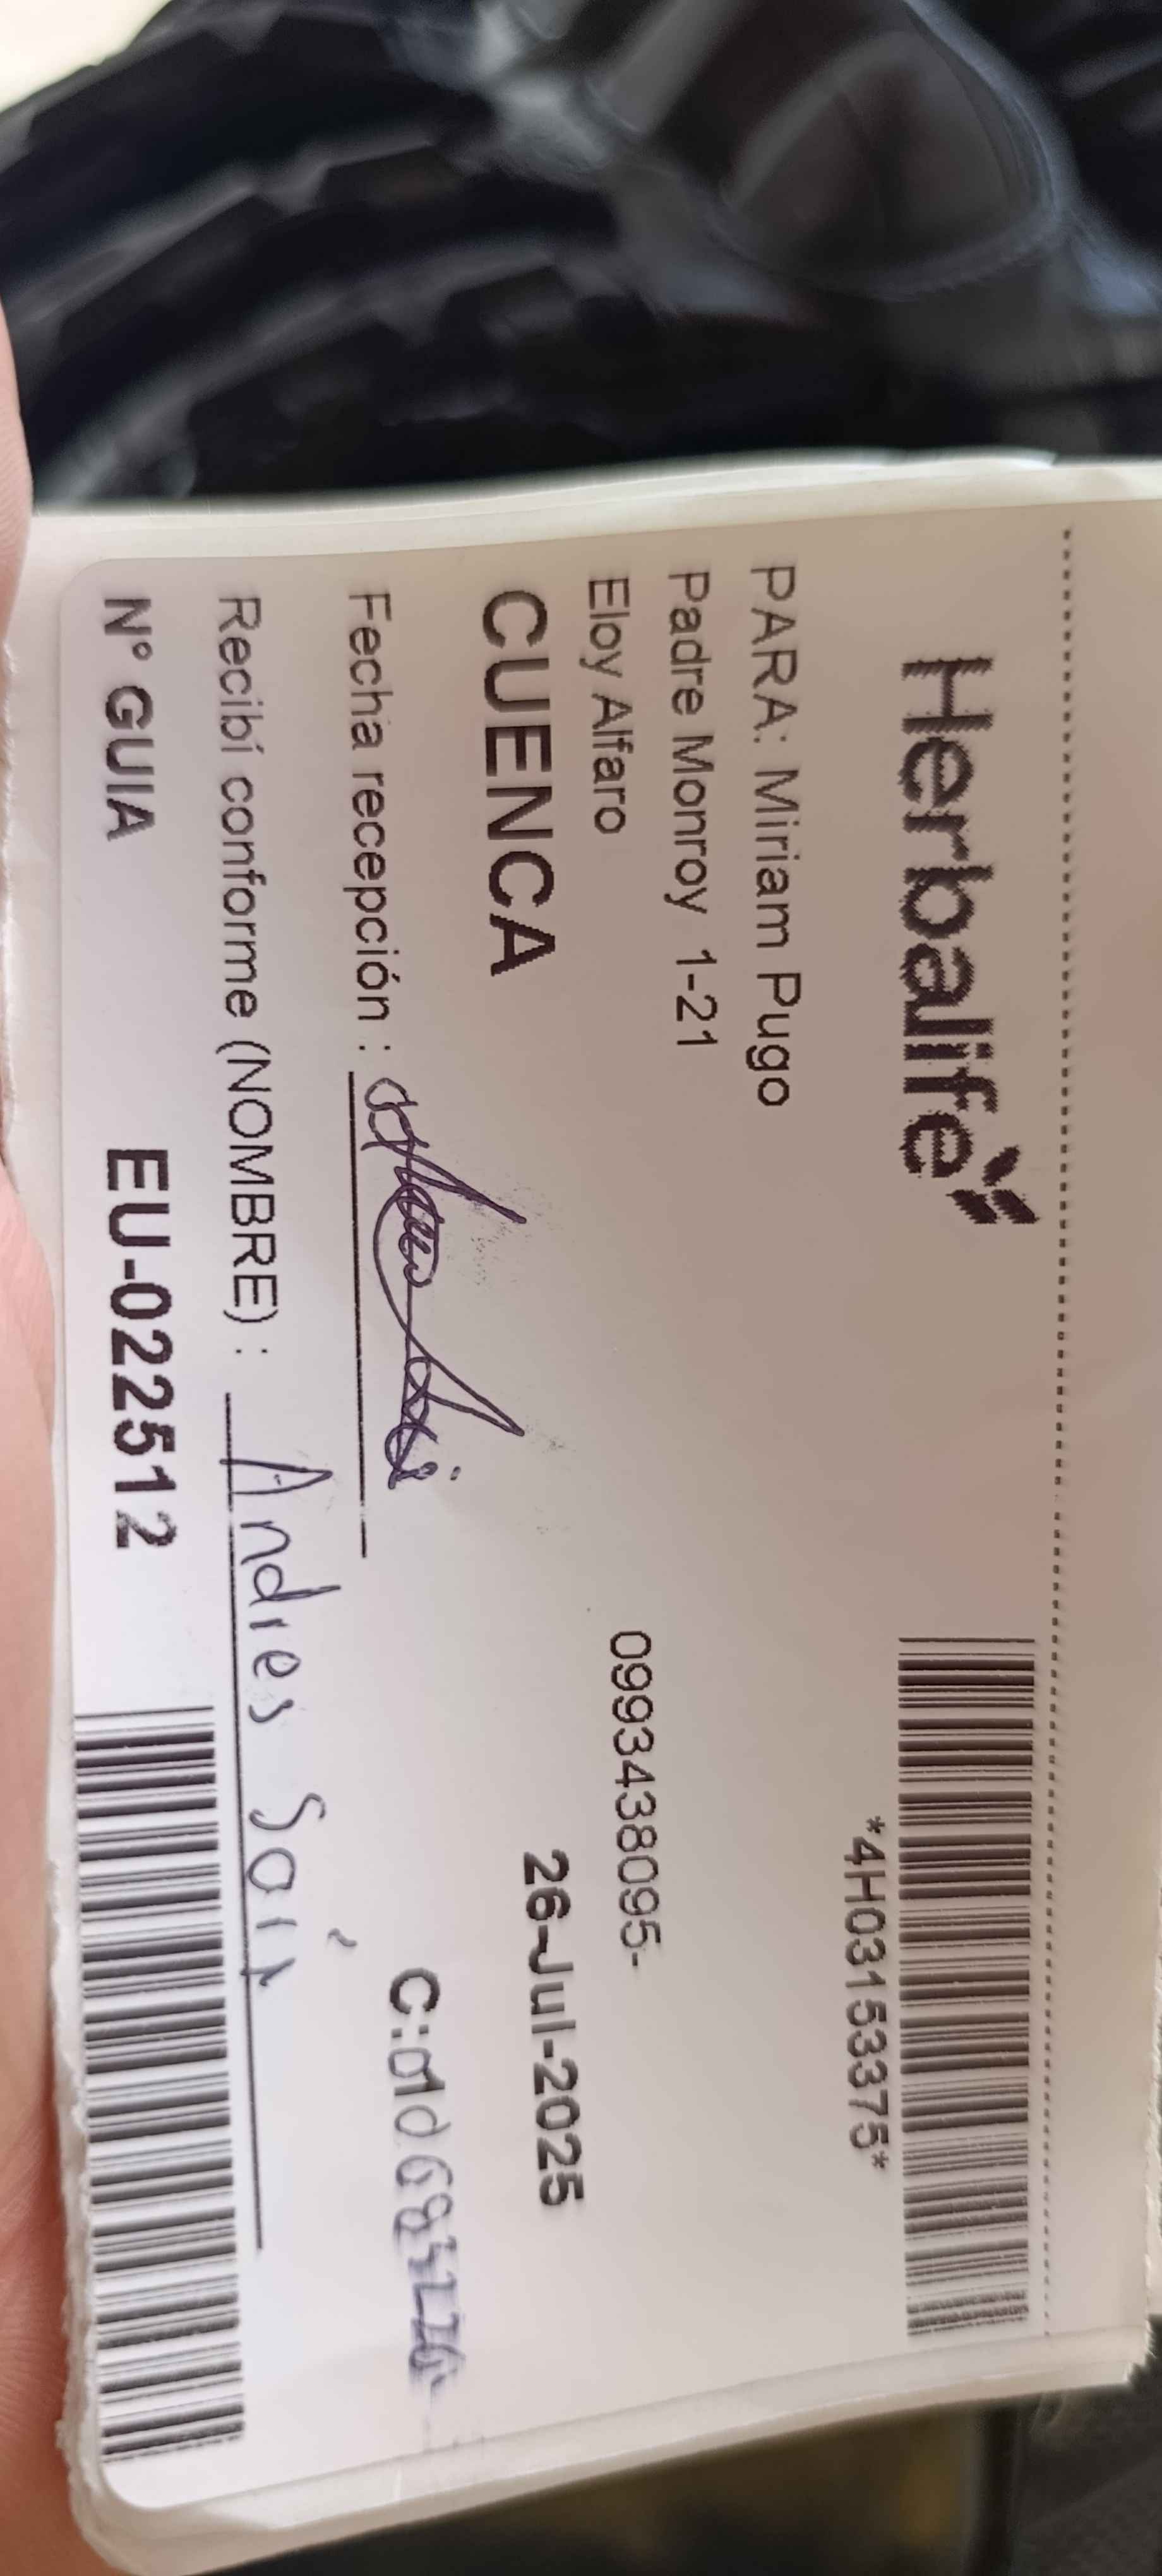 Herbalife
*4H03153375*
PARA: Miriam Pugo
Padre Monroy 1-21
Eloy Alfaro
0993438095-
CUENCA
26-Jul-2025
Fecha recepción :
C:
Recibí conforme (NOMBRE) : Andres
N° GUIA EU-022512